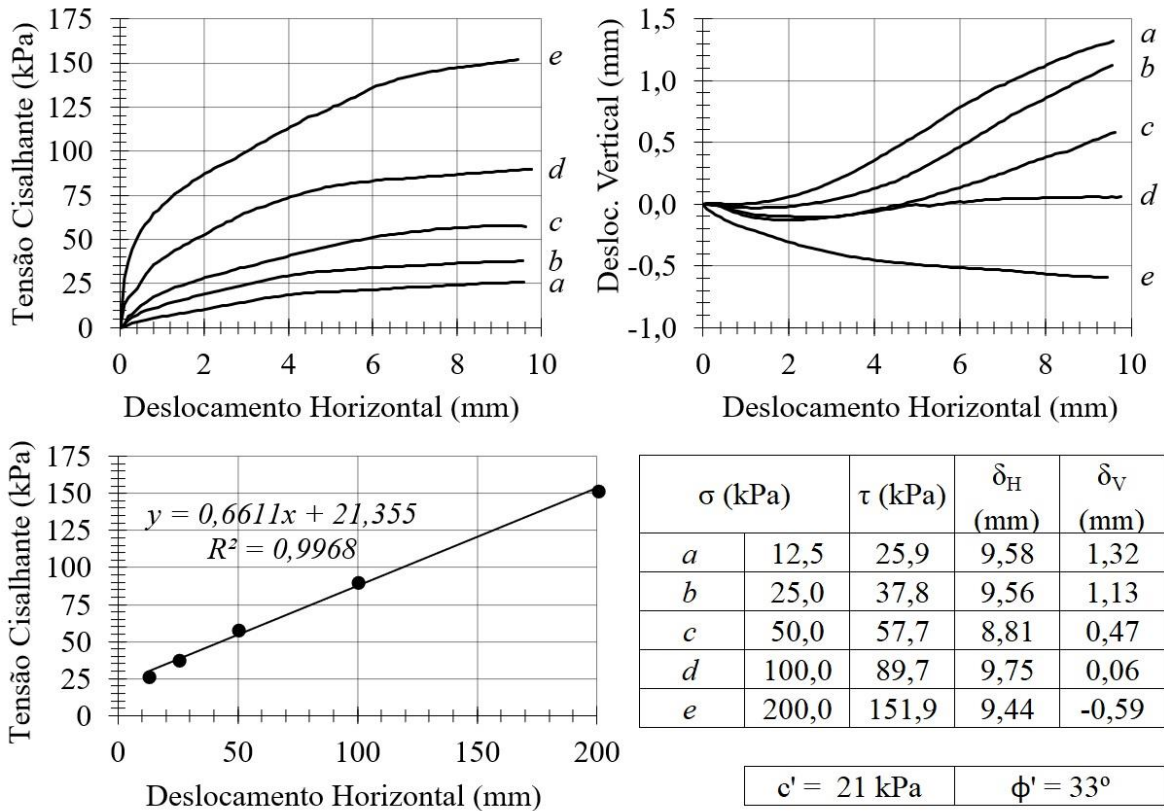 Tensão Cisalhante (kPa)
175
150
125
100
75
50
25
0
e
d
c
b
a
0 2 4 6 8 10
Deslocamento Horizontal (mm)
Desloc. Vertical (mm)
1,5
1,0
0,5
0,0
-0,5
-1,0
a
b
c
d
e
0 2 4 6 8 10
Deslocamento Horizontal (mm)
Tensão Cisalhante (kPa)
175
150
125
100
75
50
25
0
y = 0,6611x + 21,355
R² = 0,9968
0 50 100 150 200
Deslocamento Horizontal (mm)
σ (kPa) τ (kPa) δH (mm) δV (mm)
a 12,5 25,9 9,58 1,32
b 25,0 37,8 9,56 1,13
c 50,0 57,7 8,81 0,47
d 100,0 89,7 9,75 0,06
e 200,0 151,9 9,44 -0,59
c' = 21 kPa ϕ' = 33º